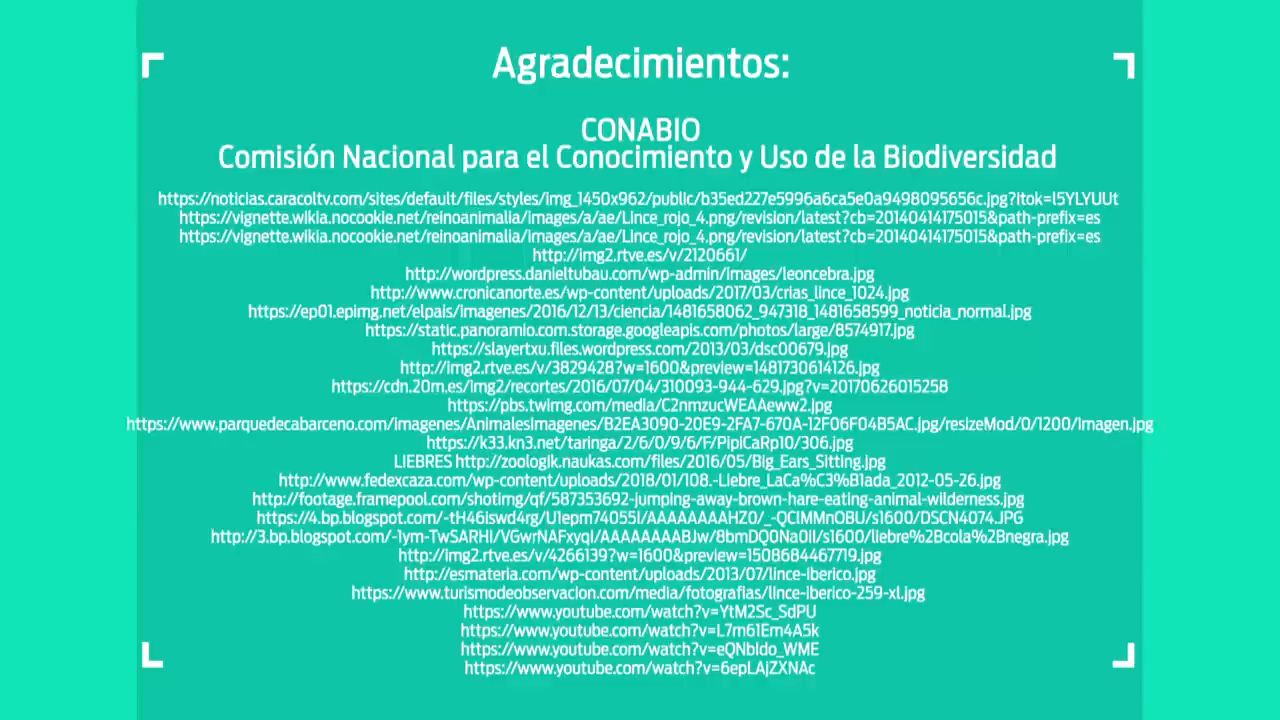 Agradecimientos:
CONABIO
Comisión Nacional para el Conocimiento y Uso de la Biodiversidad
https://noticias.caracoltv.com/sites/default/files/styles/img_1450x962/public/b35ed227e5996a6ca5e0a9498095656c.jpg?itok=l5YLYUUt
https://vignette.wikia.nocookie.net/reinoanimalia/images/a/ae/Lince_rojo_4.png/revision/latest?cb=20140414175015&path-prefix=es
https://vignette.wikia.nocookie.net/reinoanimalia/images/a/ae/Lince_rojo_4.png/revision/latest?cb=20140414175015&path-prefix=es
http://img2.rtve.es/v/2120661/
http://wordpress.danieltubau.com/wp-admin/images/leoncebra.jpg
http://www.cronicanorte.es/wp-content/uploads/2017/03/crias_lince_1024.jpg
https://ep01.epimg.net/elpais/imagenes/2016/12/13/ciencia/1481658062_947318_1481658599_noticia_normal.jpg
https://static.panoramio.com.storage.googleapis.com/photos/large/8574917.jpg
https://slayertxu.files.wordpress.com/2013/03/dsc00679.jpg
http://img2.rtve.es/v/3829428?w=1600&preview=1481730614126.jpg
https://cdn.20m.es/img2/recortes/2016/07/04/310093-944-629.jpg?v=20170626015258
https://pbs.twimg.com/media/C2nmzucWEAAeww2.jpg
https://www.parquedecabarceno.com/imagenes/AnimalesImagenes/B2EA3090-20E9-2FA7-670A-12F06F04B5AC.jpg/resizeMod/0/1200/imagen.jpg
https://k33.kn3.net/taringa/2/6/0/9/6/F/PipiCaRp10/306.jpg
LIEBRES http://zoologik.naukas.com/files/2016/05/Big_Ears_Sitting.jpg
http://www.fedexcaza.com/wp-content/uploads/2018/01/108.-Liebre_LaCa%C3%B1ada_2012-05-26.jpg
http://footage.framepool.com/shotimg/qf/587353692-jumping-away-brown-hare-eating-animal-wilderness.jpg
https://4.bp.blogspot.com/-tH46iswd4rg/U1epm74055I/AAAAAAAAHZ0/_-QClMMnOBU/s1600/DSCN4074.JPG
http://3.bp.blogspot.com/-1ym-TwSARHI/VGwrNAFxyqI/AAAAAAAABJw/8bmDQ0Na0iI/s1600/liebre%2Bcola%2Bnegra.jpg
http://img2.rtve.es/v/4266139?w=1600&preview=1508684467719.jpg
http://esmateria.com/wp-content/uploads/2013/07/lince-iberico.jpg
https://www.turismodeobservacion.com/media/fotografias/lince-iberico-259-xl.jpg
https://www.youtube.com/watch?v=YtM2Sc_SdPU
https://www.youtube.com/watch?v=L7m61Em4A5k
https://www.youtube.com/watch?v=eQNbIdo_WME
https://www.youtube.com/watch?v=6epLAjZXNAc